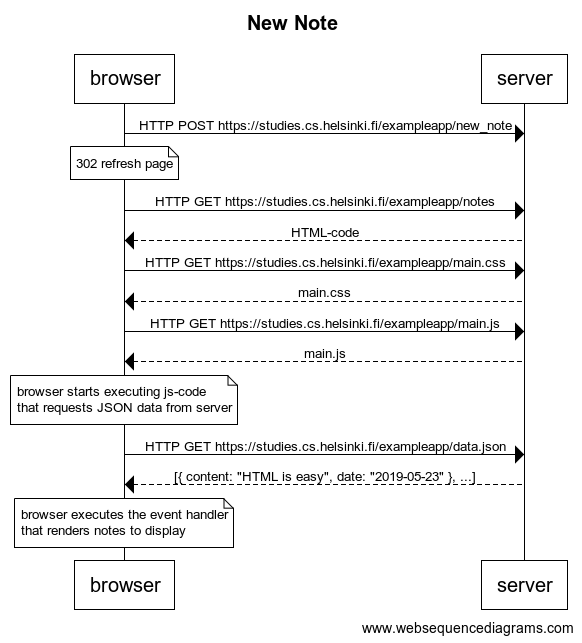 New Note
browser
server
HTTP POST https://studies.cs.helsinki.fi/exampleapp/new_note
302 refresh page
HTTP GET https://studies.cs.helsinki.fi/exampleapp/notes
HTML-code
HTTP GET https://studies.cs.helsinki.fi/exampleapp/main.css
main.css
HTTP GET https://studies.cs.helsinki.fi/exampleapp/main.js
main.js
browser starts executing js-code
that requests JSON data from server
HTTP GET https://studies.cs.helsinki.fi/exampleapp/data.json
[{ content: "HTML is easy", date: "2019-05-23" }, ...]
browser executes the event handler
that renders notes to display
browser
server
www.websequencediagrams.com